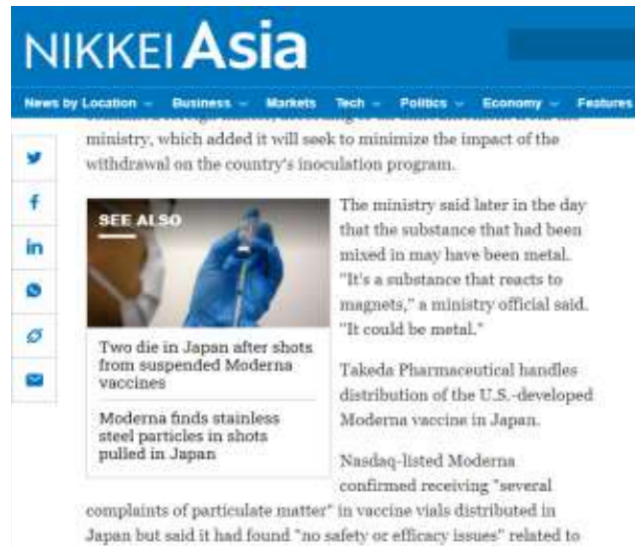 NIKKEI Asia
News by Location Business Markets Tech Politics Economy Features
ministry, which added it will seek to minimize the impact of the
withdrawal on the country's inoculation program.
SEE ALSO
Two die in Japan after shots
from suspended Moderna
vaccines
Moderna finds stainless
steel particles in shots
pulled in Japan
The ministry said later in the day
that the substance that had been
mixed in may have been metal.
"It's a substance that reacts to
magnets," a ministry official said.
"It could be metal."
Takeda Pharmaceutical handles
distribution of the U.S.-developed
Moderna vaccine in Japan.
Nasdaq-listed Moderna
confirmed receiving "several
complaints of particulate matter" in vaccine vials distributed in
Japan but said it had found "no safety or efficacy issues" related to